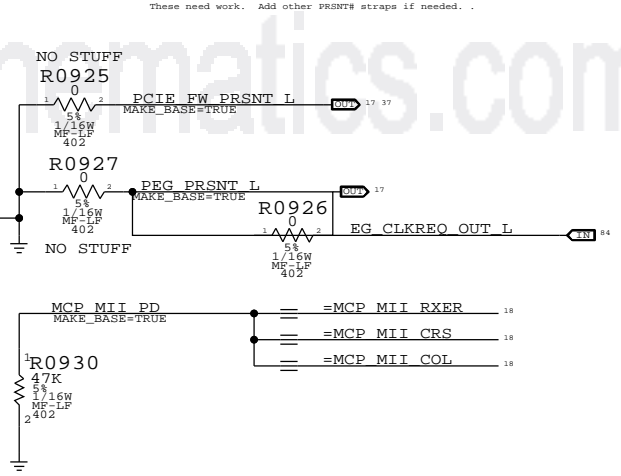 These need work. Add other PRSNT# straps if needed. .
hematics.com
NO STUFF
R0925
0
1 2
PCIE_FW_PRSNT_L
OUT 17 37
MAKE_BASE=TRUE
5%
1/16W
MF-LF
402
R0927
0
1 2
PEG_PRSNT_L
OUT 17
MAKE_BASE=TRUE
5%
1/16W
MF-LF
402
R0926
0
1 2
EG_CLKREQ_OUT_L
IN 84
5%
1/16W
MF-LF
402
NO STUFF
MCP_MII_PD
MAKE_BASE=TRUE
=MCP_MII_RXER 18
=MCP_MII_CRS 18
=MCP_MII_COL 18
1
R0930
47K
5%
1/16W
MF-LF
402
2